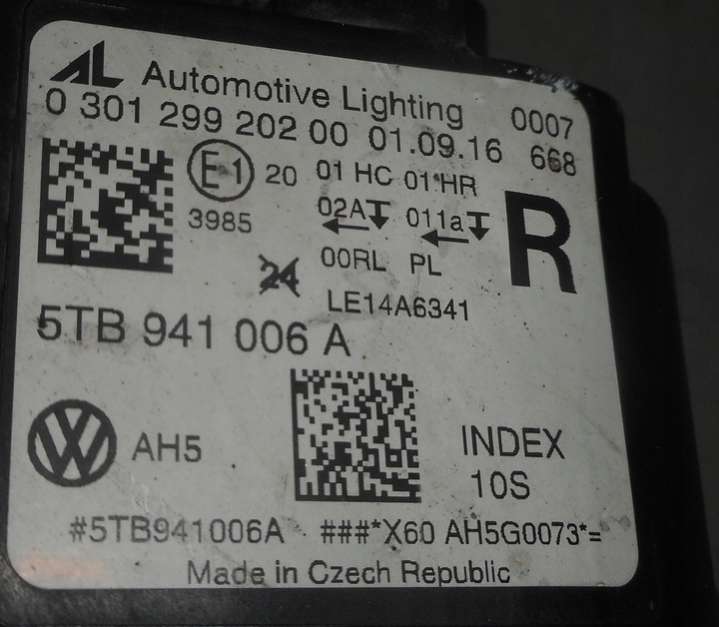 AL Automotive Lighting
0 301 299 202 00 01.09.16
0007
668
E1 20 01 HC 01*HR
3985 02A 011a
R
24 00RL PL
LE14A6341
5TB 941 006 A
VW AH5
INDEX
10S
#5TB941006A ###*X60 AH5G0073*=
Made in Czech Republic